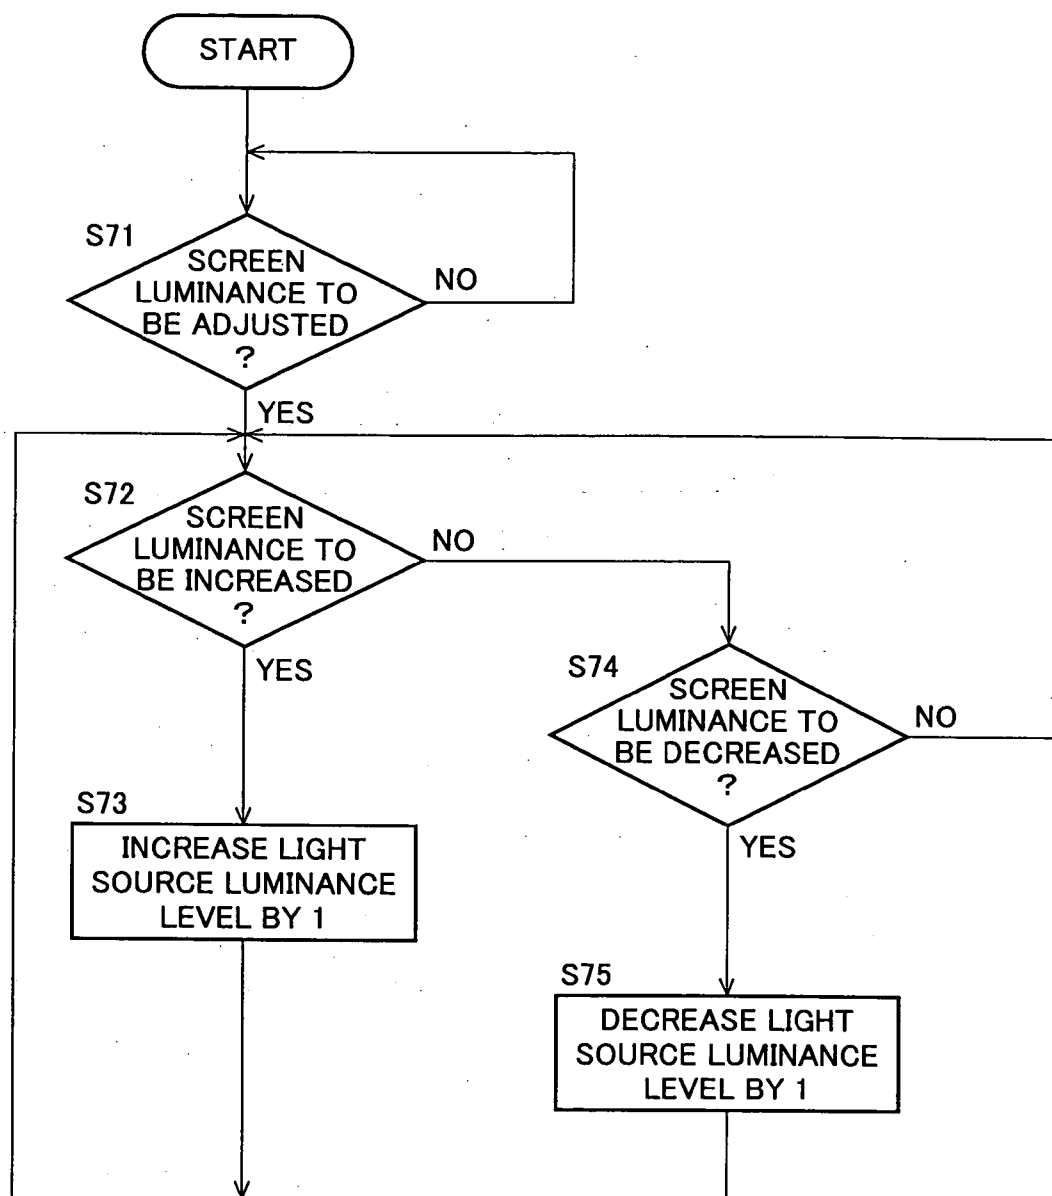 START
S71
SCREEN
LUMINANCE TO
BE ADJUSTED
?
NO
YES
S72
SCREEN
LUMINANCE TO
BE INCREASED
?
NO
YES
S74
SCREEN
LUMINANCE TO
BE DECREASED
?
NO
YES
S73
INCREASE LIGHT
SOURCE LUMINANCE
LEVEL BY 1
S75
DECREASE LIGHT
SOURCE LUMINANCE
LEVEL BY 1